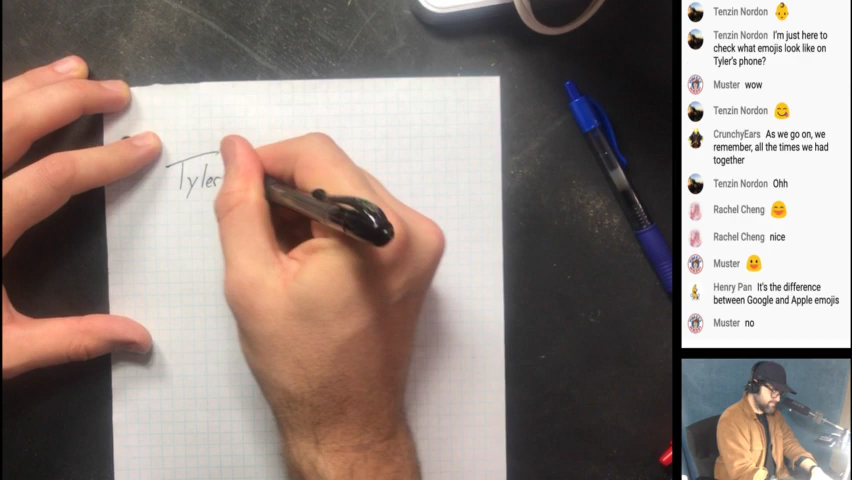 Tyler
Tenzin Nordon 👶
Tenzin Nordon I'm just here to
check what emojis look like on
Tyler's phone?
Muster wow
Tenzin Nordon 😋
CrunchyEars As we go on, we
remember, all the times we had
together
Tenzin Nordon Ohh
Rachel Cheng 😋
Rachel Cheng nice
Muster 😛
Henry Pan It's the difference
between Google and Apple emojis
Muster no